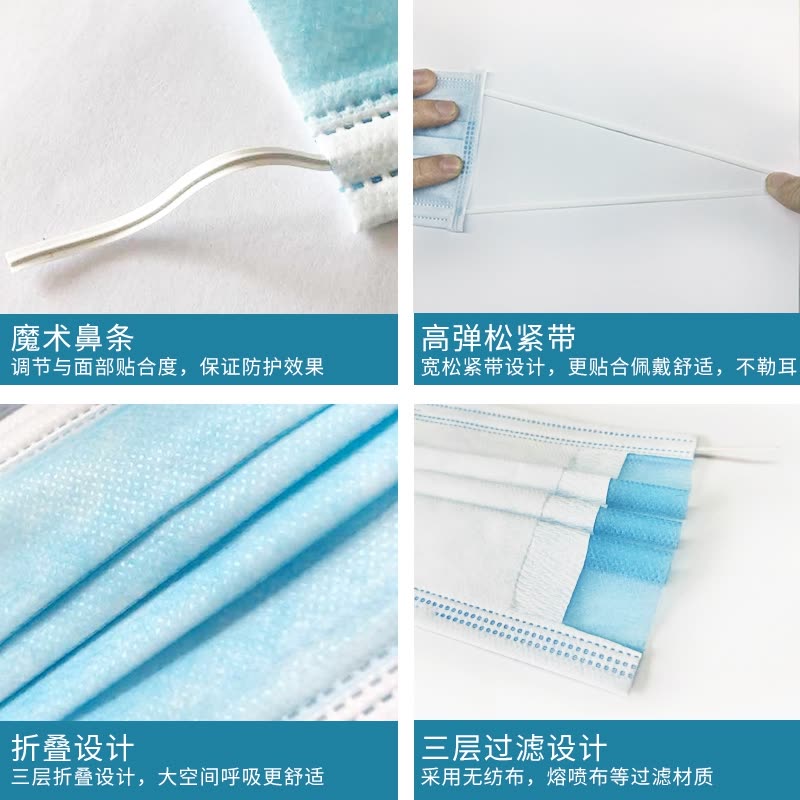 魔术鼻条
调节与面部贴合度，保证防护效果
高弹松紧带
宽松紧带设计，更贴合佩戴舒适，不勒耳
折叠设计
三层折叠设计，大空间呼吸更舒适
三层过滤设计
采用无纺布，熔喷布等过滤材质